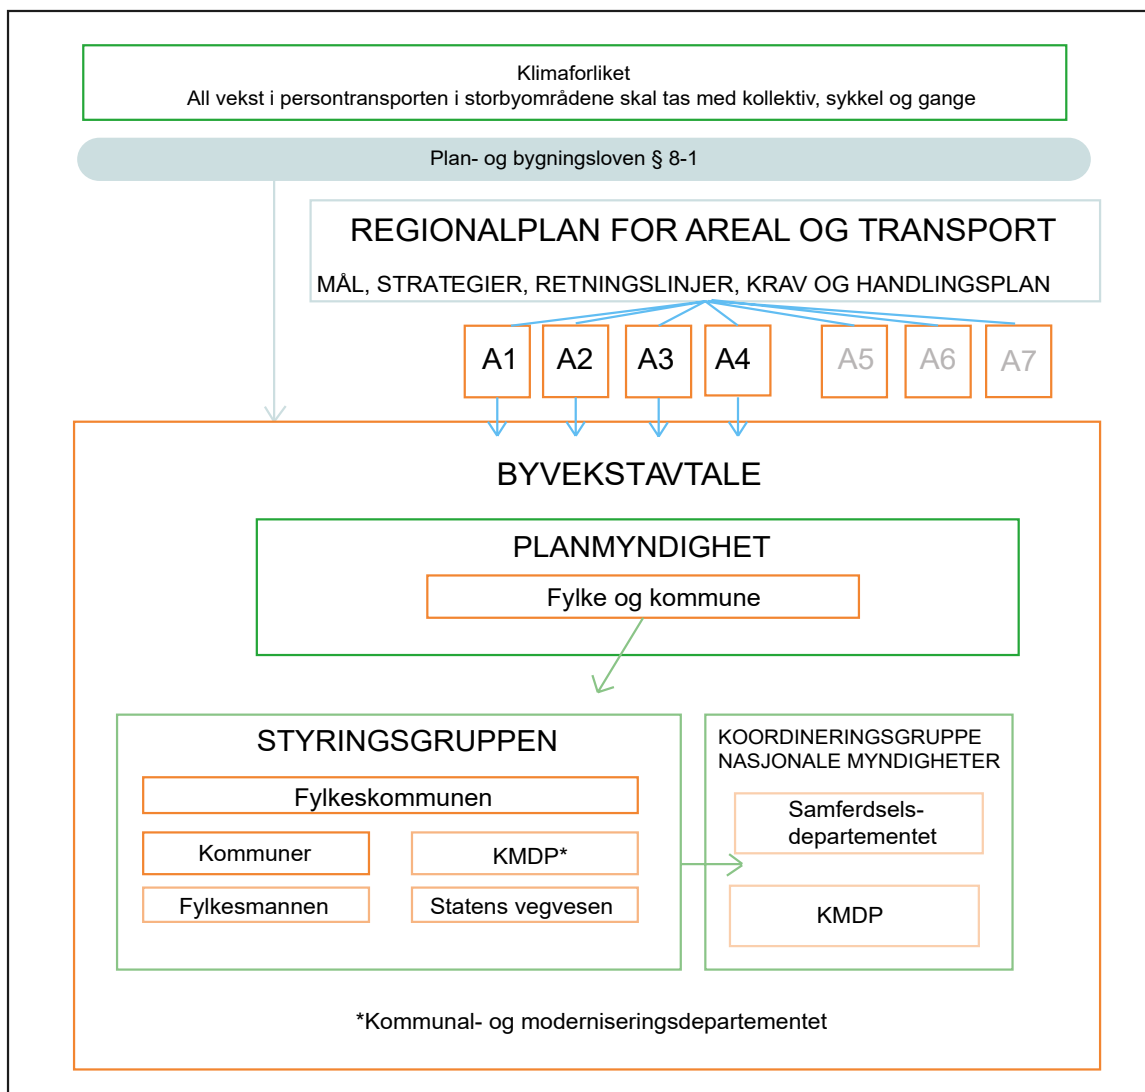 Klimaforliket
All vekst i persontransporten i storbyområdene skal tas med kollektiv, sykkel og gange
Plan- og bygningsloven § 8-1
REGIONALPLAN FOR AREAL OG TRANSPORT
MÅL, STRATEGIER, RETNINGSLINJER, KRAV OG HANDLINGSPLAN
A1 A2 A3 A4 A5 A6 A7
BYVEKSTAVTALE
PLANMYNDIGHET
Fylke og kommune
STYRINGSGRUPPEN
Fylkeskommunen
Kommuner
KMDP*
Fylkesmannen
Statens vegvesen
KOORDINERINGSGRUPPE
NASJONALE MYNDIGHETER
Samferdsels-
departementet
KMDP
*Kommunal- og moderniseringsdepartementet